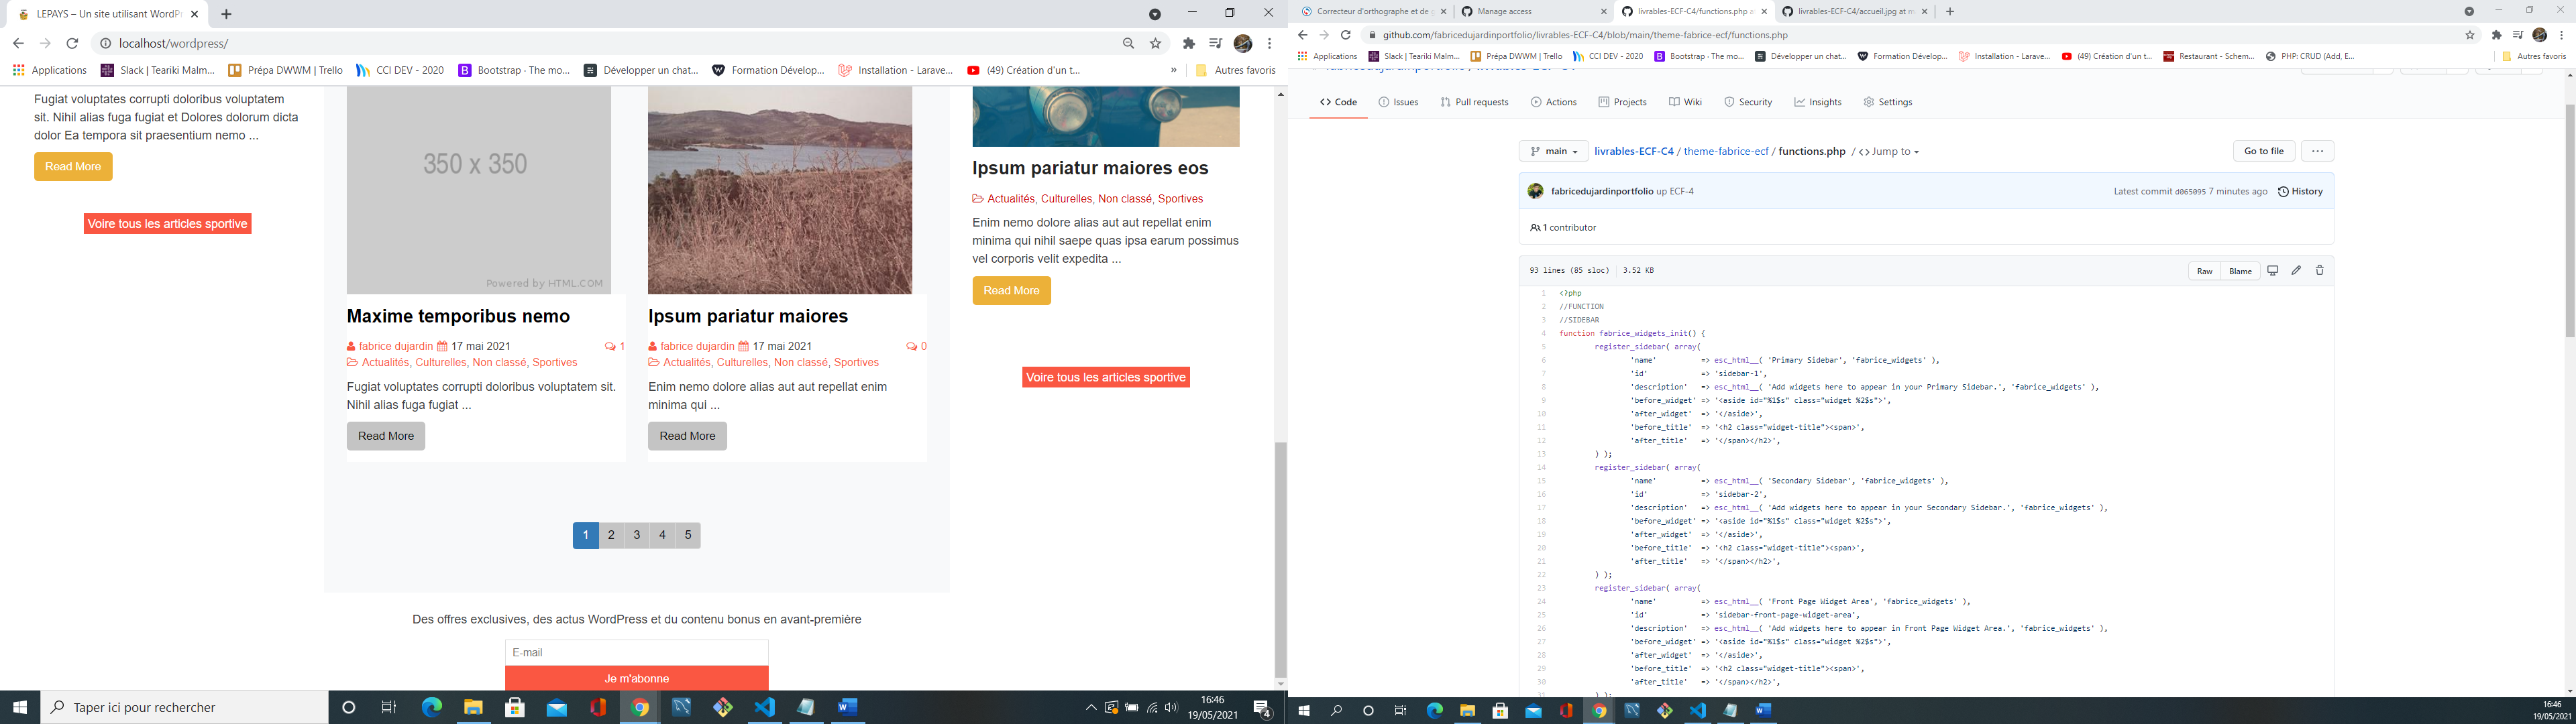 LEPAYS – Un site utilisant WordPr
localhost/wordpress/
Applications
Slack | Teariki Malm...
Prépa DWWM | Trello
CCI DEV - 2020
Bootstrap · The mo...
Développer un chat...
Formation Dévelop...
Installation - Larave...
(49) Création d'un t...
»
Autres favoris
Fugiat voluptates corrupti doloribus voluptatem
sit. Nihil alias fuga fugiat et Dolores dolorum dicta
dolor Ea tempora sit praesentium nemo ...
Read More
Voire tous les articles sportive
350 x 350
Powered by HTML.COM
Maxime temporibus nemo
fabrice dujardin 17 mai 2021 1
Actualités, Culturelles, Non classé, Sportives
Fugiat voluptates corrupti doloribus voluptatem sit.
Nihil alias fuga fugiat ...
Read More
Ipsum pariatur maiores
fabrice dujardin 17 mai 2021 0
Actualités, Culturelles, Non classé, Sportives
Enim nemo dolore alias aut aut repellat enim
minima qui ...
Read More
Ipsum pariatur maiores eos
Actualités, Culturelles, Non classé, Sportives
Enim nemo dolore alias aut aut repellat enim
minima qui nihil saepe quas ipsa earum possimus
vel corporis velit expedita ...
Read More
Voire tous les articles sportive
1 2 3 4 5
Des offres exclusives, des actus WordPress et du contenu bonus en avant-première
E-mail
Je m'abonne
Taper ici pour rechercher
16:46
19/05/2021
4
Correcteur d'orthographe et de g
Manage access
livrables-ECF-C4/functions.php a
livrables-ECF-C4/accueil.jpg at m
github.com/fabricedujardinportfolio/livrables-ECF-C4/blob/main/theme-fabrice-ecf/functions.php
Applications
Slack | Teariki Malm...
Prépa DWWM | Trello
CCI DEV - 2020
Bootstrap · The mo...
Développer un chat...
Formation Dévelop...
Installation - Larave...
(49) Création d'un t...
Restaurant - Schem...
PHP: CRUD (Add, E...
Autres favoris
Code Issues Pull requests Actions Projects Wiki Security Insights Settings
main livrables-ECF-C4 / theme-fabrice-ecf / functions.php / <> Jump to
Go to file ...
fabricedujardinportfolio up ECF-4
Latest commit d065095 7 minutes ago History
1 contributor
93 lines (85 sloc) 3.52 KB
Raw Blame
1 <?php
2 //FUNCTION
3 //SIDEBAR
4 function fabrice_widgets_init() {
5 register_sidebar( array(
6 'name' => esc_html__( 'Primary Sidebar', 'fabrice_widgets' ),
7 'id' => 'sidebar-1',
8 'description' => esc_html__( 'Add widgets here to appear in your Primary Sidebar.', 'fabrice_widgets' ),
9 'before_widget' => '<aside id="%1$s" class="widget %2$s">',
10 'after_widget' => '</aside>',
11 'before_title' => '<h2 class="widget-title"><span>',
12 'after_title' => '</span></h2>',
13 ) );
14 register_sidebar( array(
15 'name' => esc_html__( 'Secondary Sidebar', 'fabrice_widgets' ),
16 'id' => 'sidebar-2',
17 'description' => esc_html__( 'Add widgets here to appear in your Secondary Sidebar.', 'fabrice_widgets' ),
18 'before_widget' => '<aside id="%1$s" class="widget %2$s">',
19 'after_widget' => '</aside>',
20 'before_title' => '<h2 class="widget-title"><span>',
21 'after_title' => '</span></h2>',
22 ) );
23 register_sidebar( array(
24 'name' => esc_html__( 'Front Page Widget Area', 'fabrice_widgets' ),
25 'id' => 'sidebar-front-page-widget-area',
26 'description' => esc_html__( 'Add widgets here to appear in Front Page Widget Area.', 'fabrice_widgets' ),
27 'before_widget' => '<aside id="%1$s" class="widget %2$s">',
28 'after_widget' => '</aside>',
29 'before_title' => '<h2 class="widget-title"><span>',
30 'after_title' => '</span></h2>',
31 ) );
16:46
19/05/2021